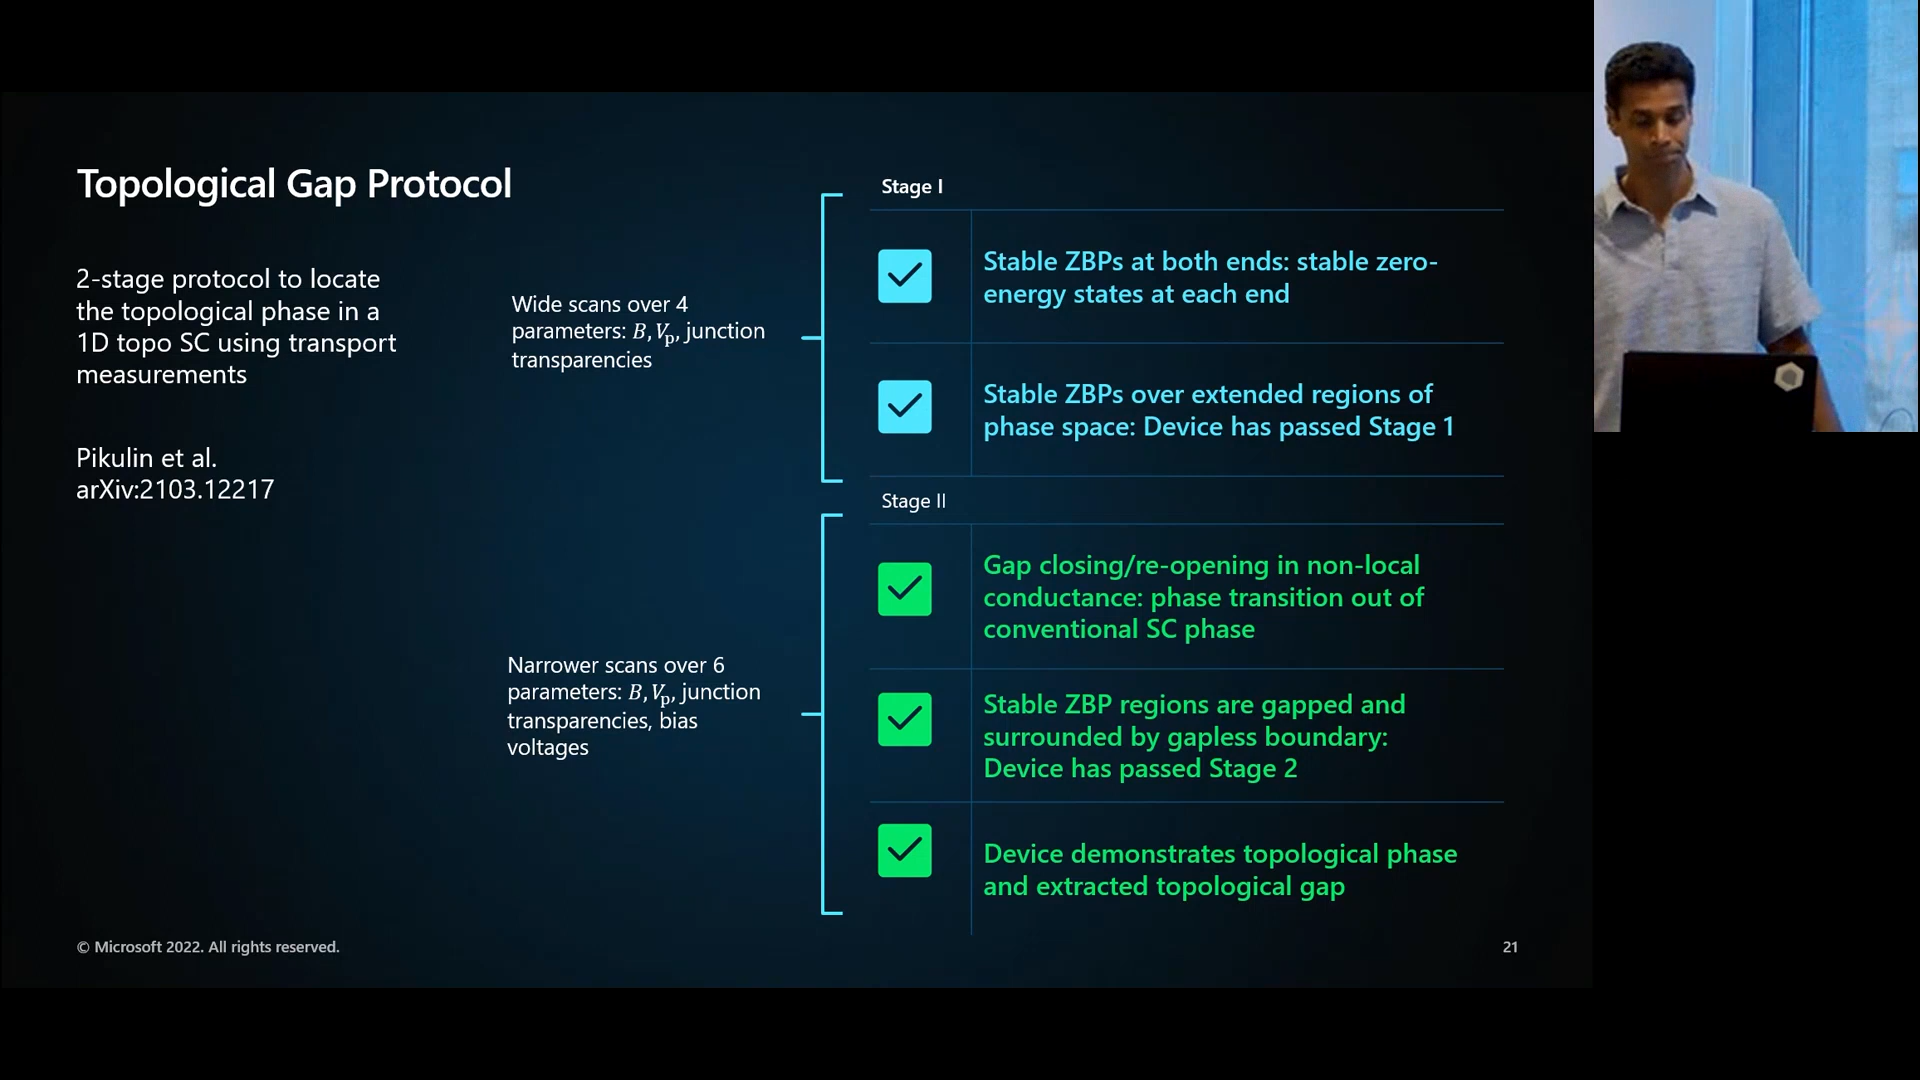 Topological Gap Protocol
2-stage protocol to locate
the topological phase in a
1D topo SC using transport
measurements
Pikulin et al.
arXiv:2103.12217
Wide scans over 4
parameters: B, Vp, junction
transparencies
Stage I
Stable ZBPs at both ends: stable zero-
energy states at each end
Stable ZBPs over extended regions of
phase space: Device has passed Stage 1
Narrower scans over 6
parameters: B, Vp, junction
transparencies, bias
voltages
Stage II
Gap closing/re-opening in non-local
conductance: phase transition out of
conventional SC phase
Stable ZBP regions are gapped and
surrounded by gapless boundary:
Device has passed Stage 2
Device demonstrates topological phase
and extracted topological gap
© Microsoft 2022. All rights reserved.
21